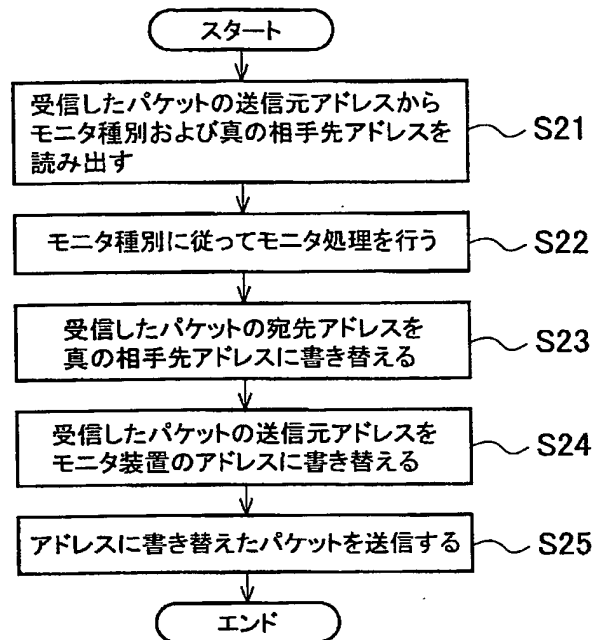 スタート
受信したパケットの送信元アドレスから
モニタ種別および真の相手先アドレスを
読み出す
S21
モニタ種別に従ってモニタ処理を行う
S22
受信したパケットの宛先アドレスを
真の相手先アドレスに書き替える
S23
受信したパケットの送信元アドレスを
モニタ装置のアドレスに書き替える
S24
アドレスに書き替えたパケットを送信する
S25
エンド